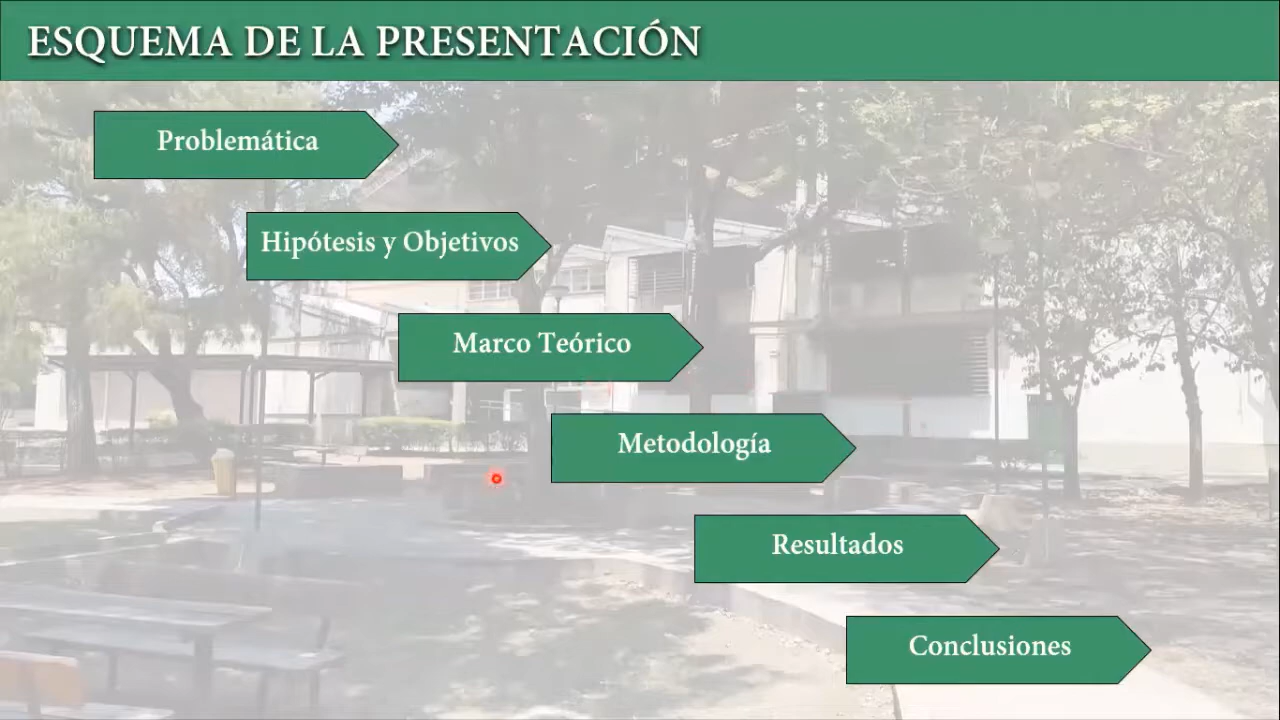 ESQUEMA DE LA PRESENTACIÓN
Problemática
Hipótesis y Objetivos
Marco Teórico
Metodología
Resultados
Conclusiones